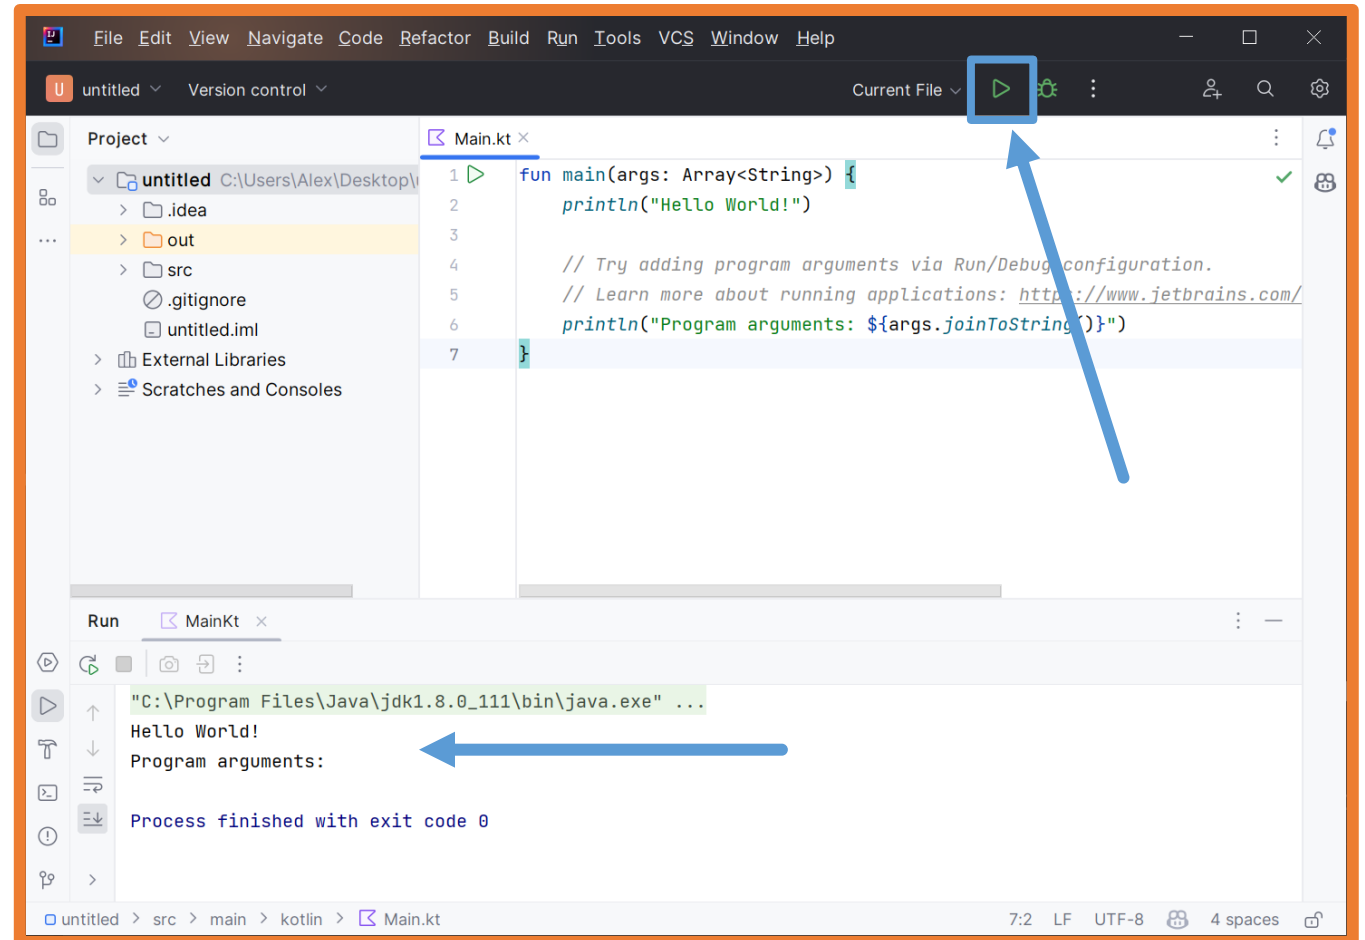 File Edit View Navigate Code Refactor Build Run Tools VCS Window Help
U untitled Version control Current File
Project
Main.kt
untitled C:\Users\Alex\Desktop\
.idea
out
src
.gitignore
untitled.iml
External Libraries
Scratches and Consoles
1 fun main(args: Array<String>) {
2 println("Hello World!")
3
4 // Try adding program arguments via Run/Debug configuration.
5 // Learn more about running applications: https://www.jetbrains.com/
6 println("Program arguments: ${args.joinToString()}")
7 }
Run MainKt
"C:\Program Files\Java\jdk1.8.0_111\bin\java.exe" ...
Hello World!
Program arguments:
Process finished with exit code 0
untitled > src > main > kotlin > Main.kt 7:2 LF UTF-8 4 spaces